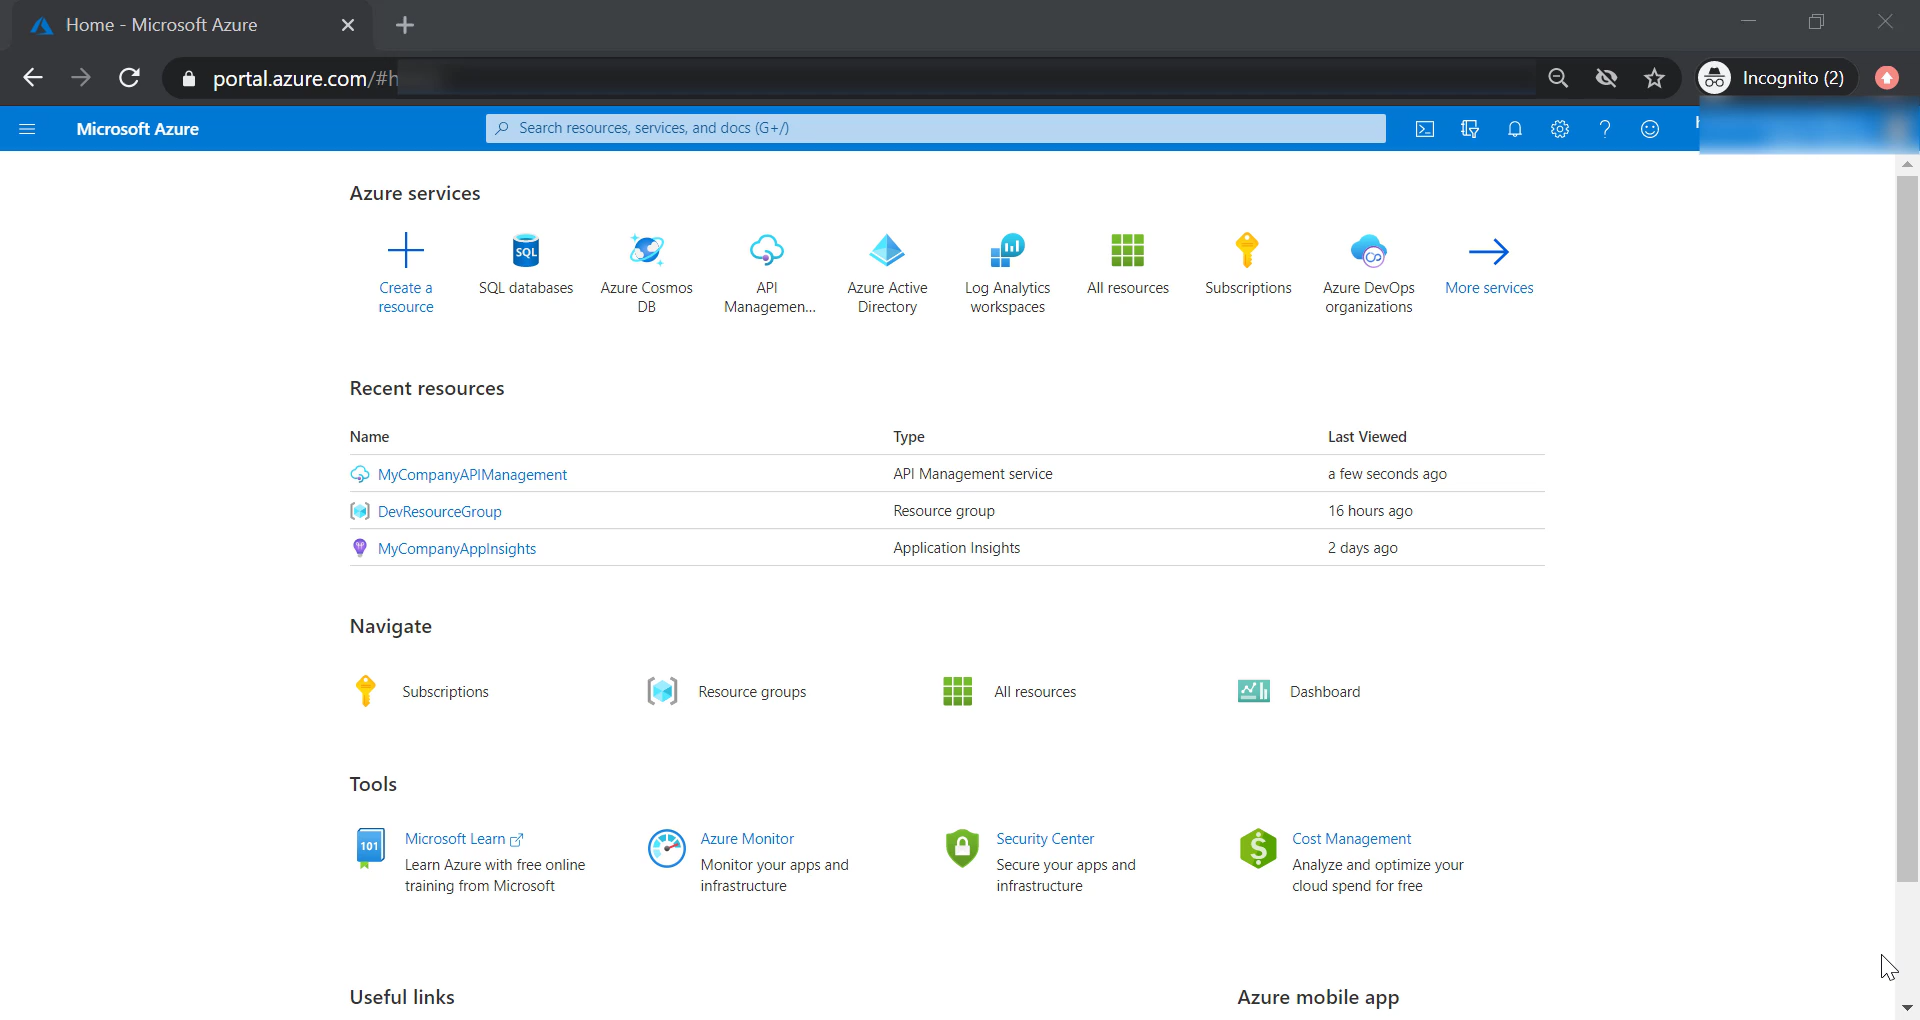 Home - Microsoft Azure
portal.azure.com/#h
Incognito (2)
Microsoft Azure
Search resources, services, and docs (G+/)
Azure services
Create a
resource
SQL databases
SQL
Azure Cosmos
DB
API
Managemen...
Azure Active
Directory
Log Analytics
workspaces
All resources
Subscriptions
Azure DevOps
organizations
More services
Recent resources
Name Type Last Viewed
MyCompanyAPIManagement API Management service a few seconds ago
DevResourceGroup Resource group 16 hours ago
MyCompanyAppInsights Application Insights 2 days ago
Navigate
Subscriptions Resource groups All resources Dashboard
Tools
101
Microsoft Learn
Learn Azure with free online
training from Microsoft
Azure Monitor
Monitor your apps and
infrastructure
Security Center
Secure your apps and
infrastructure
Cost Management
Analyze and optimize your
cloud spend for free
Useful links Azure mobile app